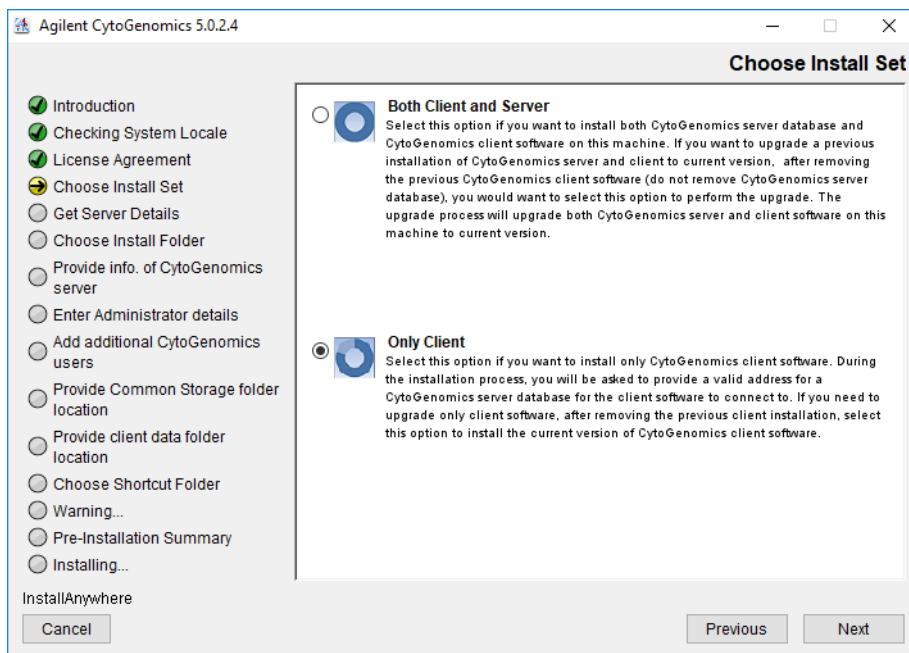 Agilent CytoGenomics 5.0.2.4
Choose Install Set
Introduction
Checking System Locale
License Agreement
Choose Install Set
Get Server Details
Choose Install Folder
Provide info. of CytoGenomics
server
Enter Administrator details
Add additional CytoGenomics
users
Provide Common Storage folder
location
Provide client data folder
location
Choose Shortcut Folder
Warning...
Pre-Installation Summary
Installing...
Both Client and Server
Select this option if you want to install both CytoGenomics server database and
CytoGenomics client software on this machine. If you want to upgrade a previous
installation of CytoGenomics server and client to current version, after removing
the previous CytoGenomics client software (do not remove CytoGenomics server
database), you would want to select this option to perform the upgrade. The
upgrade process will upgrade both CytoGenomics server and client software on this
machine to current version.
Only Client
Select this option if you want to install only CytoGenomics client software. During
the installation process, you will be asked to provide a valid address for a
CytoGenomics server database for the client software to connect to. If you need to
upgrade only client software, after removing the previous client installation, select
this option to install the current version of CytoGenomics client software.
InstallAnywhere
Cancel
Previous
Next